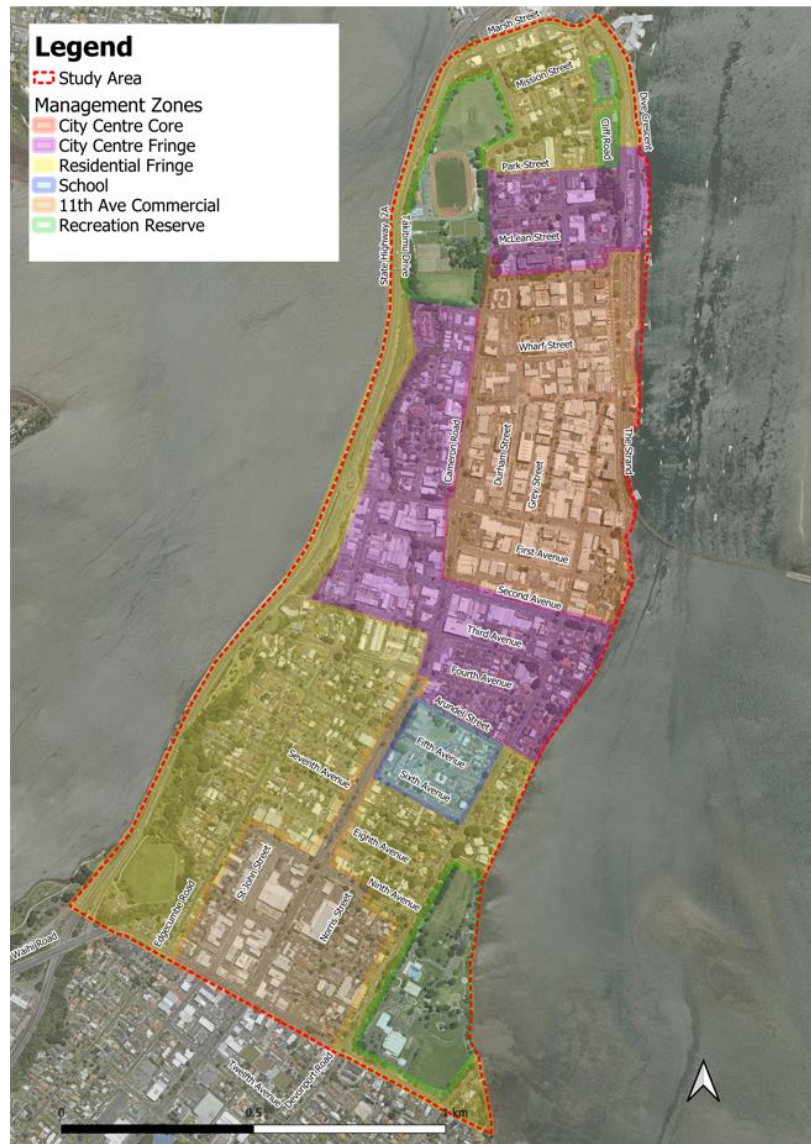 Legend
Study Area
Management Zones
City Centre Core
City Centre Fringe
Residential Fringe
School
11th Ave Commercial
Recreation Reserve
Marsh Street
Mission Street
Dive Crescent
Cliff Road
Park Street
McLean Street
State Highway 2A
Takitimu Drive
Wharf Street
Cameron Road
Durham Street
Grey Street
The Strand
First Avenue
Second Avenue
Third Avenue
Fourth Avenue
Arundel Street
Fifth Avenue
Sixth Avenue
Seventh Avenue
Eighth Avenue
Ninth Avenue
St John Street
Norris Street
Edgecumbe Road
Waihi Road
Twelfth Avenue
Devonport Road
0 0.5 1 km